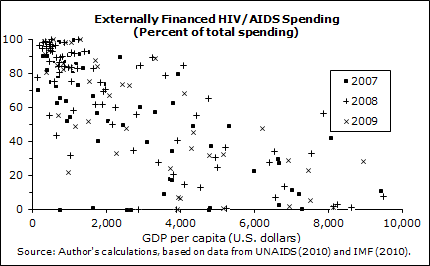 Externally Financed HIV/AIDS Spending
(Percent of total spending)
100
80
60
40
20
0
2007
2008
2009
0 2,000 4,000 6,000 8,000 10,000
GDP per capita (U.S. dollars)
Source: Author's calculations, based on data from UNAIDS (2010) and IMF (2010).